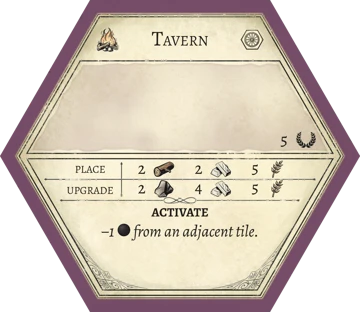 Tavern
5
PLACE 2 2 5
UPGRADE 2 4 5
ACTIVATE
–1 from an adjacent tile.